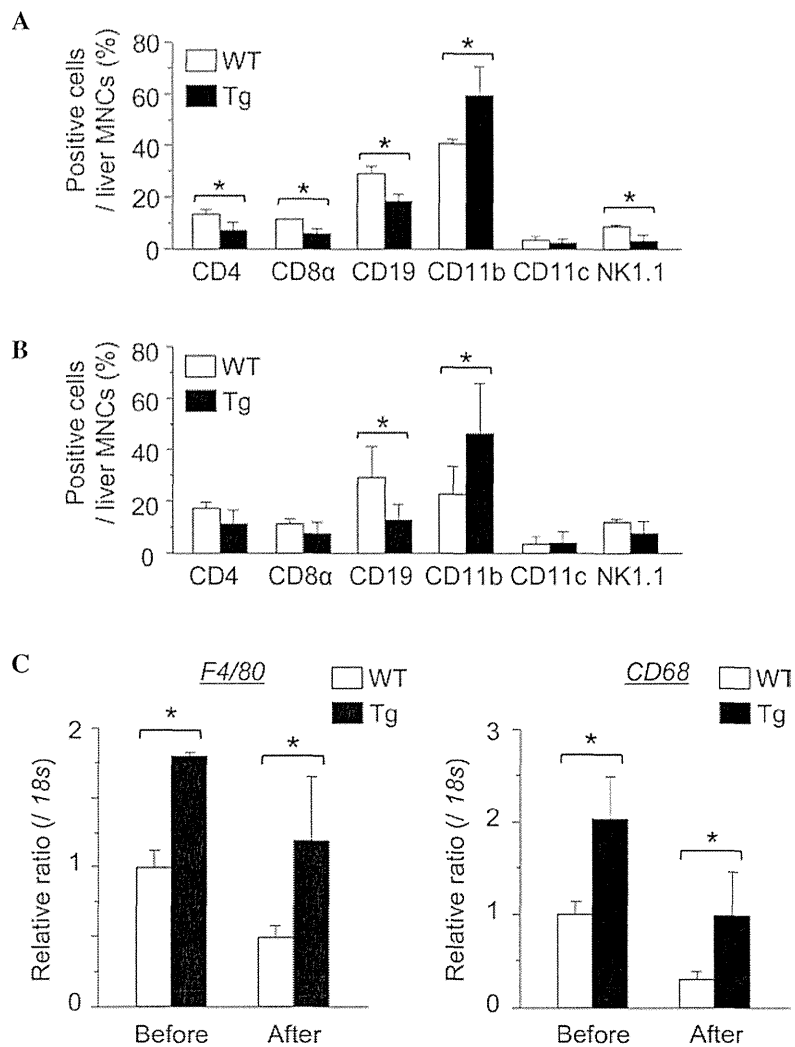 A
Positive cells
/ liver MNCs (%)
80
60
40
20
0
WT
Tg
*
*
*
*
*
CD4 CD8α CD19 CD11b CD11c NK1.1
B
Positive cells
/ liver MNCs (%)
80
60
40
20
0
WT
Tg
*
*
CD4 CD8α CD19 CD11b CD11c NK1.1
C
F4/80
WT
Tg
Relative ratio (/ 18s)
2
1
0
*
*
Before After
CD68
WT
Tg
Relative ratio (/ 18s)
3
2
1
0
*
*
Before After